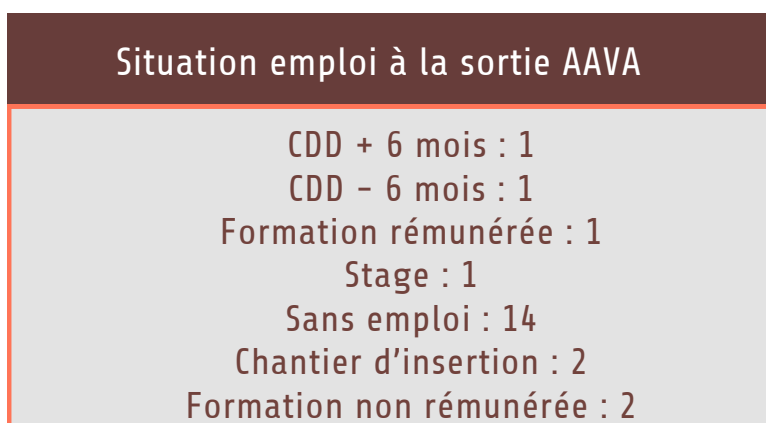 Situation emploi à la sortie AAVA
CDD + 6 mois : 1
CDD - 6 mois : 1
Formation rémunérée : 1
Stage : 1
Sans emploi : 14
Chantier d'insertion : 2
Formation non rémunérée : 2